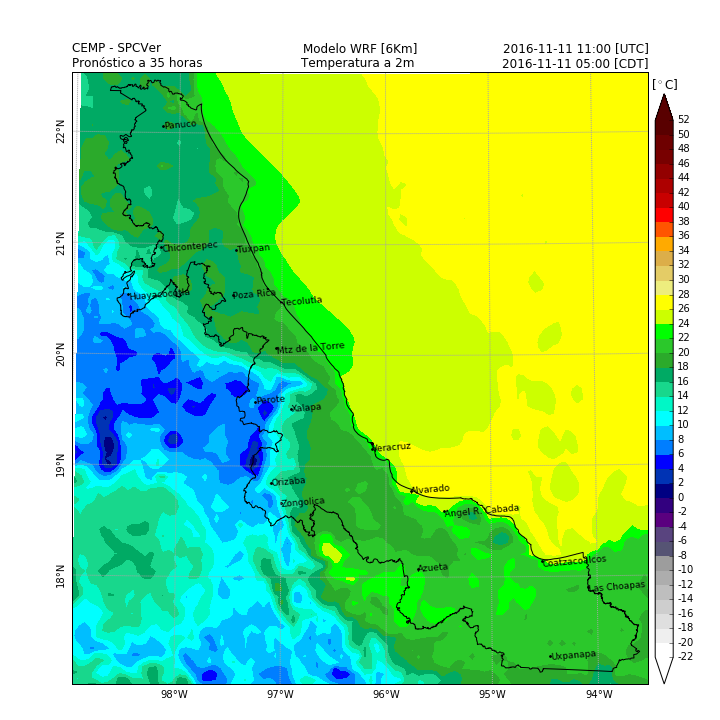 CEMP - SPCVer Modelo WRF [6Km] 2016-11-11 11:00 [UTC]
Pronóstico a 35 horas Temperatura a 2m 2016-11-11 05:00 [CDT]
[°C]
52
50
48
46
44
42
40
38
36
34
32
30
28
26
24
22
20
18
16
14
12
10
8
6
4
2
0
-2
-4
-6
-8
-10
-12
-14
-16
-18
-20
-22
22°N
21°N
20°N
19°N
18°N
Panuco
Chicontepec
Tuxpan
Huayacocotla
Poza Rica
Tecolutla
Mtz de la Torre
Perote
Xalapa
Veracruz
Orizaba
Alvarado
Zongolica
Angel R. Cabada
Azueta
Coatzacoalcos
Las Choapas
Uxpanapa
98°W 97°W 96°W 95°W 94°W